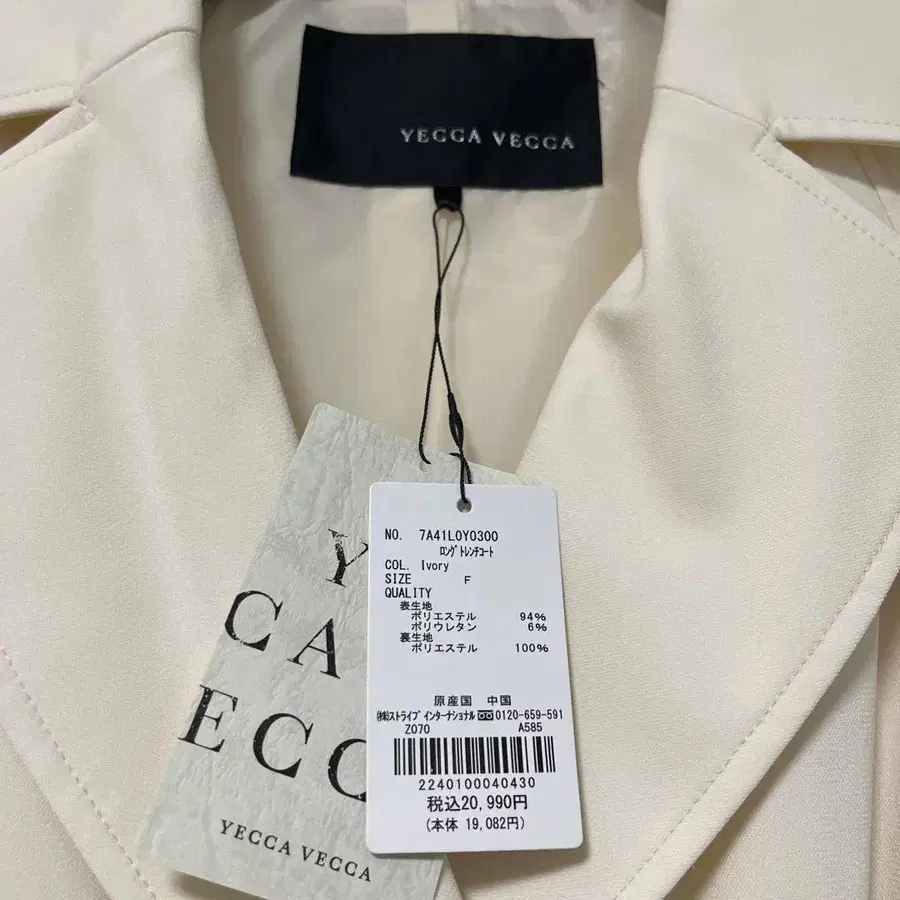 YECCA VECCA
Y
CA
ECC
YECCA VECCA
NO. 7A41L0Y0300
ﾛﾝｸﾞﾄﾚﾝﾁｺｰﾄ
COL. Ivory
SIZE F
QUALITY
表生地
ポリエステル 94%
ポリウレタン 6%
裏生地
ポリエステル 100%
原産国 中国
㈱ｽﾄﾗｲﾌﾟ ｲﾝﾀｰﾅｼｮﾅﾙ 0120-659-591
Z070 A585
2240100040430
税込20,990円
(本体 19,082円)